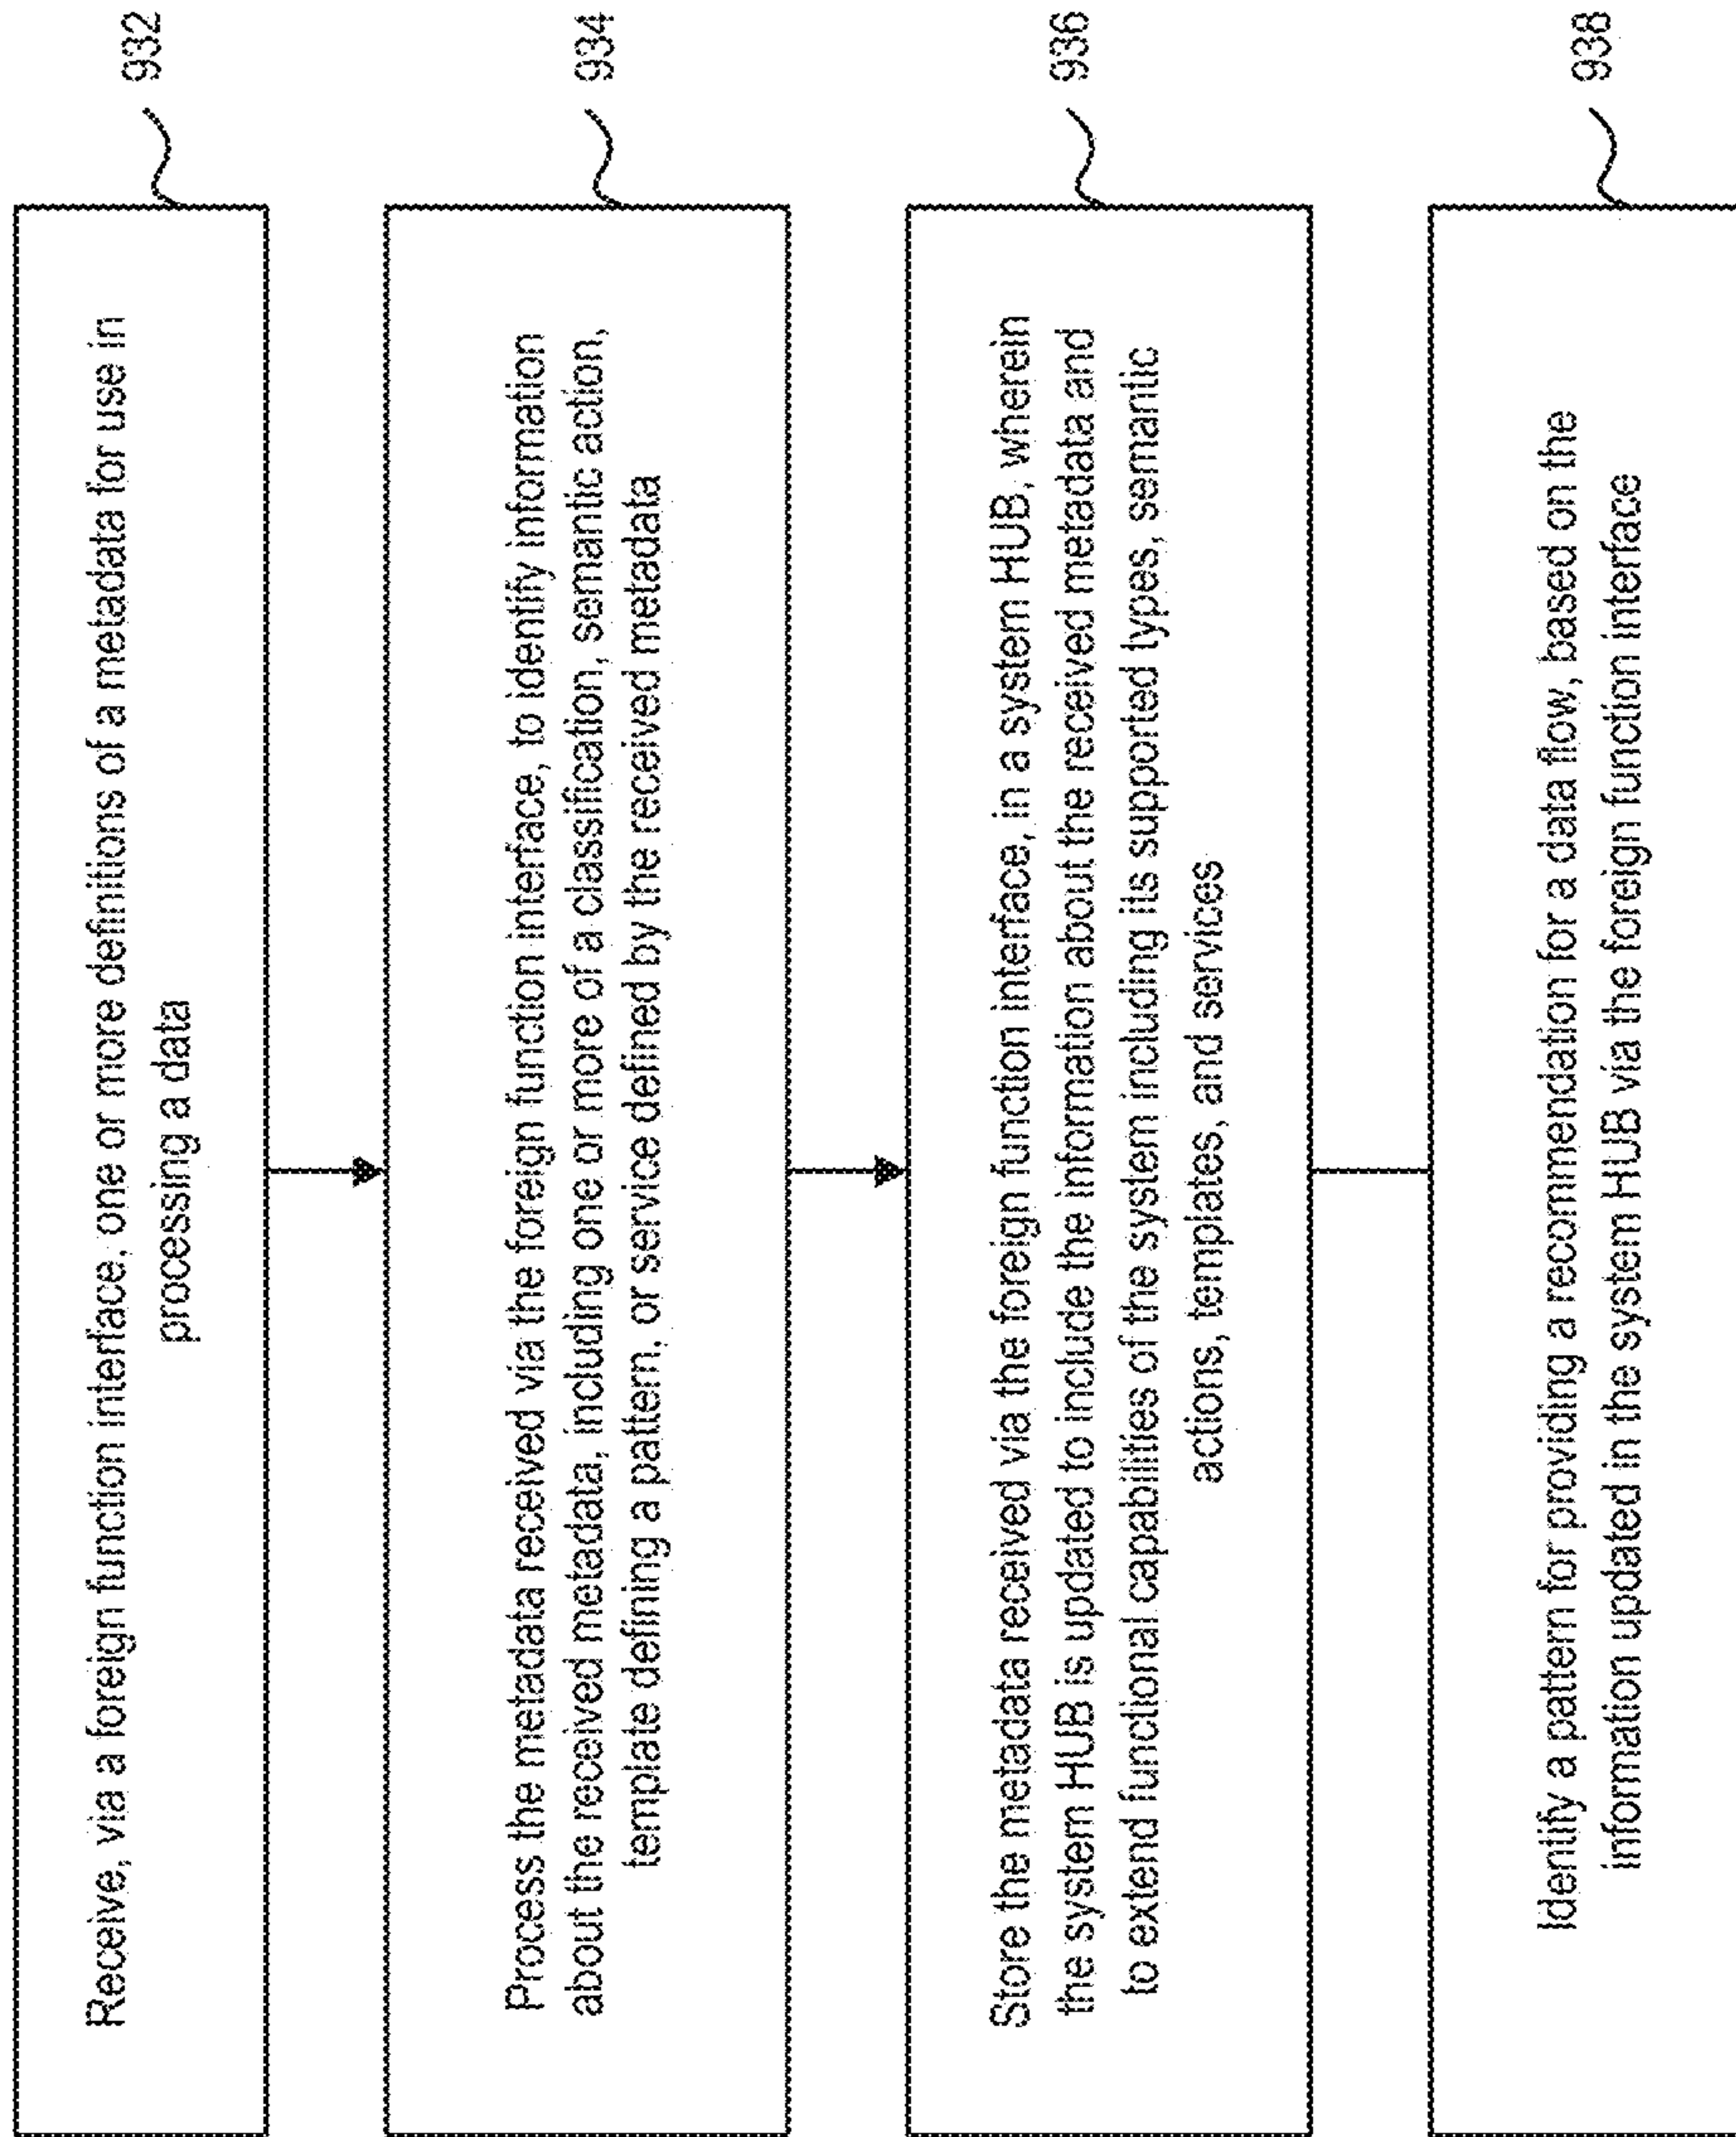 Receive, via a foreign function interface, one or more definitions of a metadata for use in
processing a data
932
Process the metadata received via the foreign function interface, to identify information
about the received metadata, including one or more of a classification, semantic action,
template defining a pattern, or service defined by the received metadata
934
Store the metadata received via the foreign function interface, in a system HUB, wherein
the system HUB is updated to include the information about the received metadata and
to extend functional capabilities of the system including its supported types, semantic
actions, templates, and services
936
Identify a pattern for providing a recommendation for a data flow, based on the
information updated in the system HUB via the foreign function interface
938